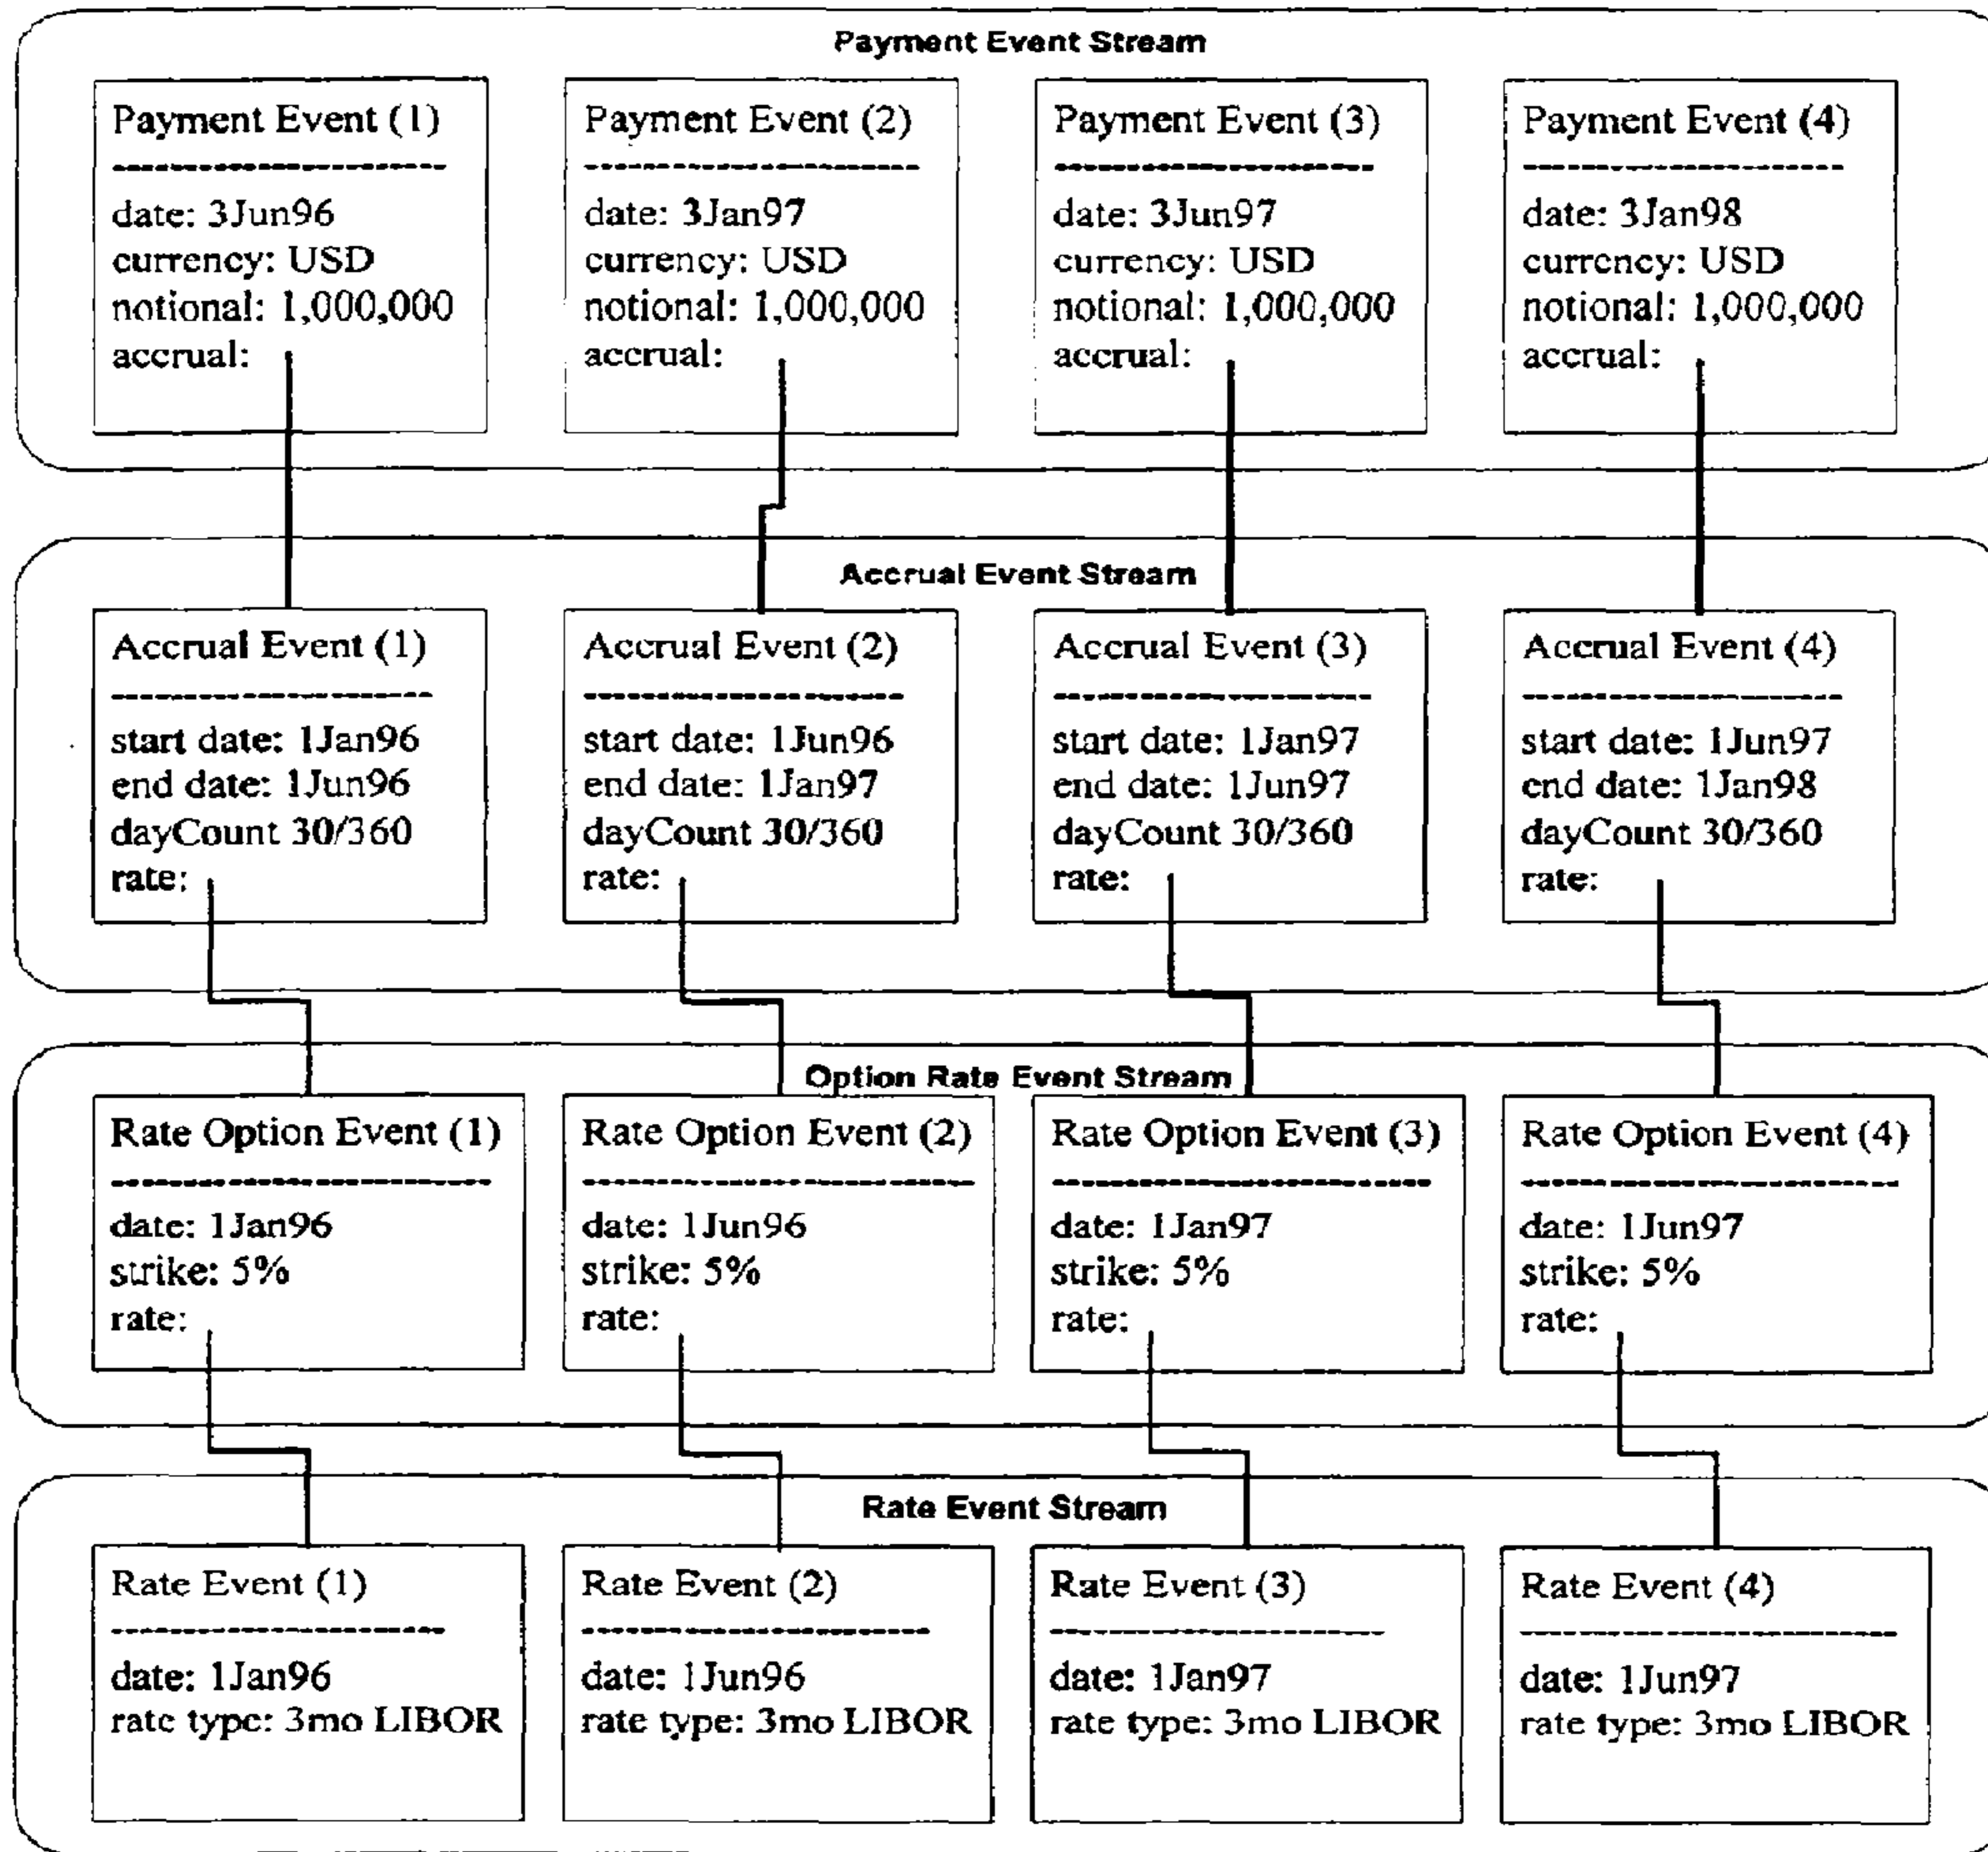 Payment Event Stream
Payment Event (1)
---------------------
date: 3Jun96
currency: USD
notional: 1,000,000
accrual:
Payment Event (2)
---------------------
date: 3Jan97
currency: USD
notional: 1,000,000
accrual:
Payment Event (3)
---------------------
date: 3Jun97
currency: USD
notional: 1,000,000
accrual:
Payment Event (4)
---------------------
date: 3Jan98
currency: USD
notional: 1,000,000
accrual:
Accrual Event Stream
Accrual Event (1)
---------------------
start date: 1Jan96
end date: 1Jun96
dayCount 30/360
rate:
Accrual Event (2)
---------------------
start date: 1Jun96
end date: 1Jan97
dayCount 30/360
rate:
Accrual Event (3)
---------------------
start date: 1Jan97
end date: 1Jun97
dayCount 30/360
rate:
Accrual Event (4)
---------------------
start date: 1Jun97
end date: 1Jan98
dayCount 30/360
rate:
Option Rate Event Stream
Rate Option Event (1)
------------------------
date: 1Jan96
strike: 5%
rate:
Rate Option Event (2)
------------------------
date: 1Jun96
strike: 5%
rate:
Rate Option Event (3)
------------------------
date: 1Jan97
strike: 5%
rate:
Rate Option Event (4)
------------------------
date: 1Jun97
strike: 5%
rate:
Rate Event Stream
Rate Event (1)
---------------------
date: 1Jan96
rate type: 3mo LIBOR
Rate Event (2)
----------------------
date: 1Jun96
rate type: 3mo LIBOR
Rate Event (3)
---------------------
date: 1Jan97
rate type: 3mo LIBOR
Rate Event (4)
------------------------
date: 1Jun97
rate type: 3mo LIBOR